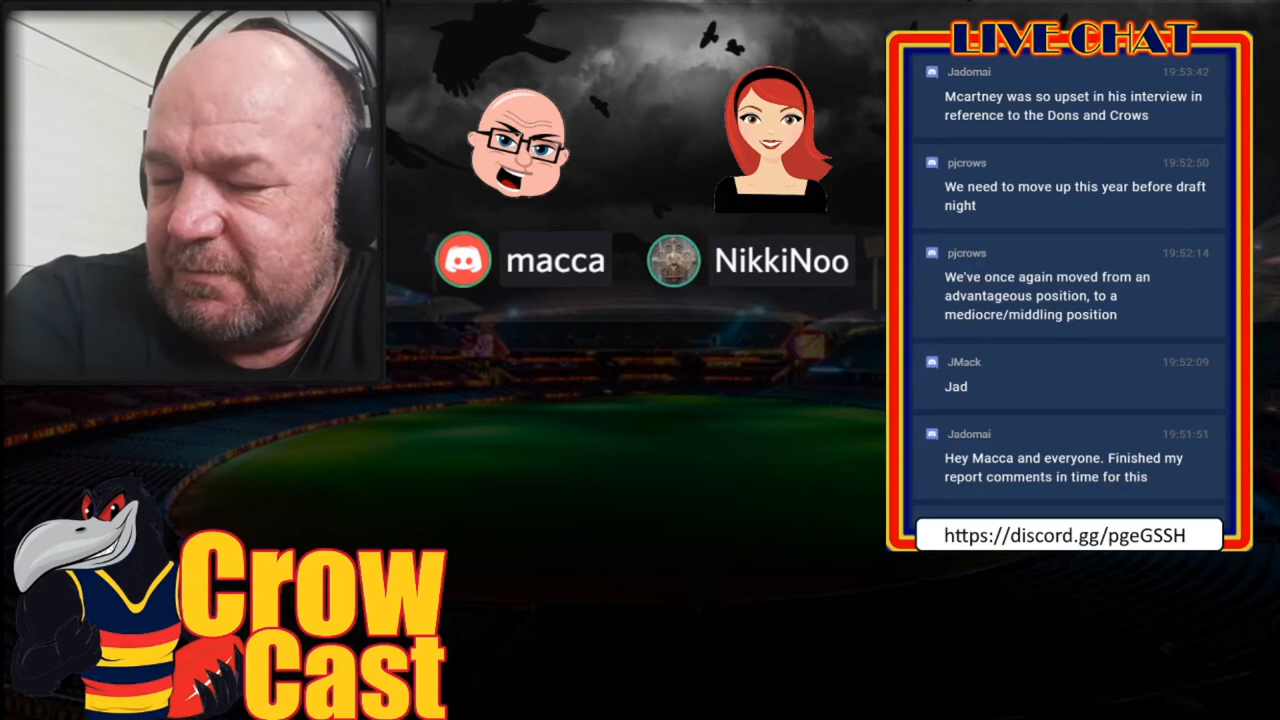 LIVE CHAT
Jadomai 19:53:42
Mcartney was so upset in his interview in
reference to the Dons and Crows
pjcrows 19:52:50
We need to move up this year before draft
night
pjcrows 19:52:14
We've once again moved from an
advantageous position, to a
mediocre/middling position
JMack 19:52:09
Jad
Jadomai 19:51:51
Hey Macca and everyone. Finished my
report comments in time for this
https://discord.gg/pgeGSSH
macca NikkiNoo
Crow
Cast